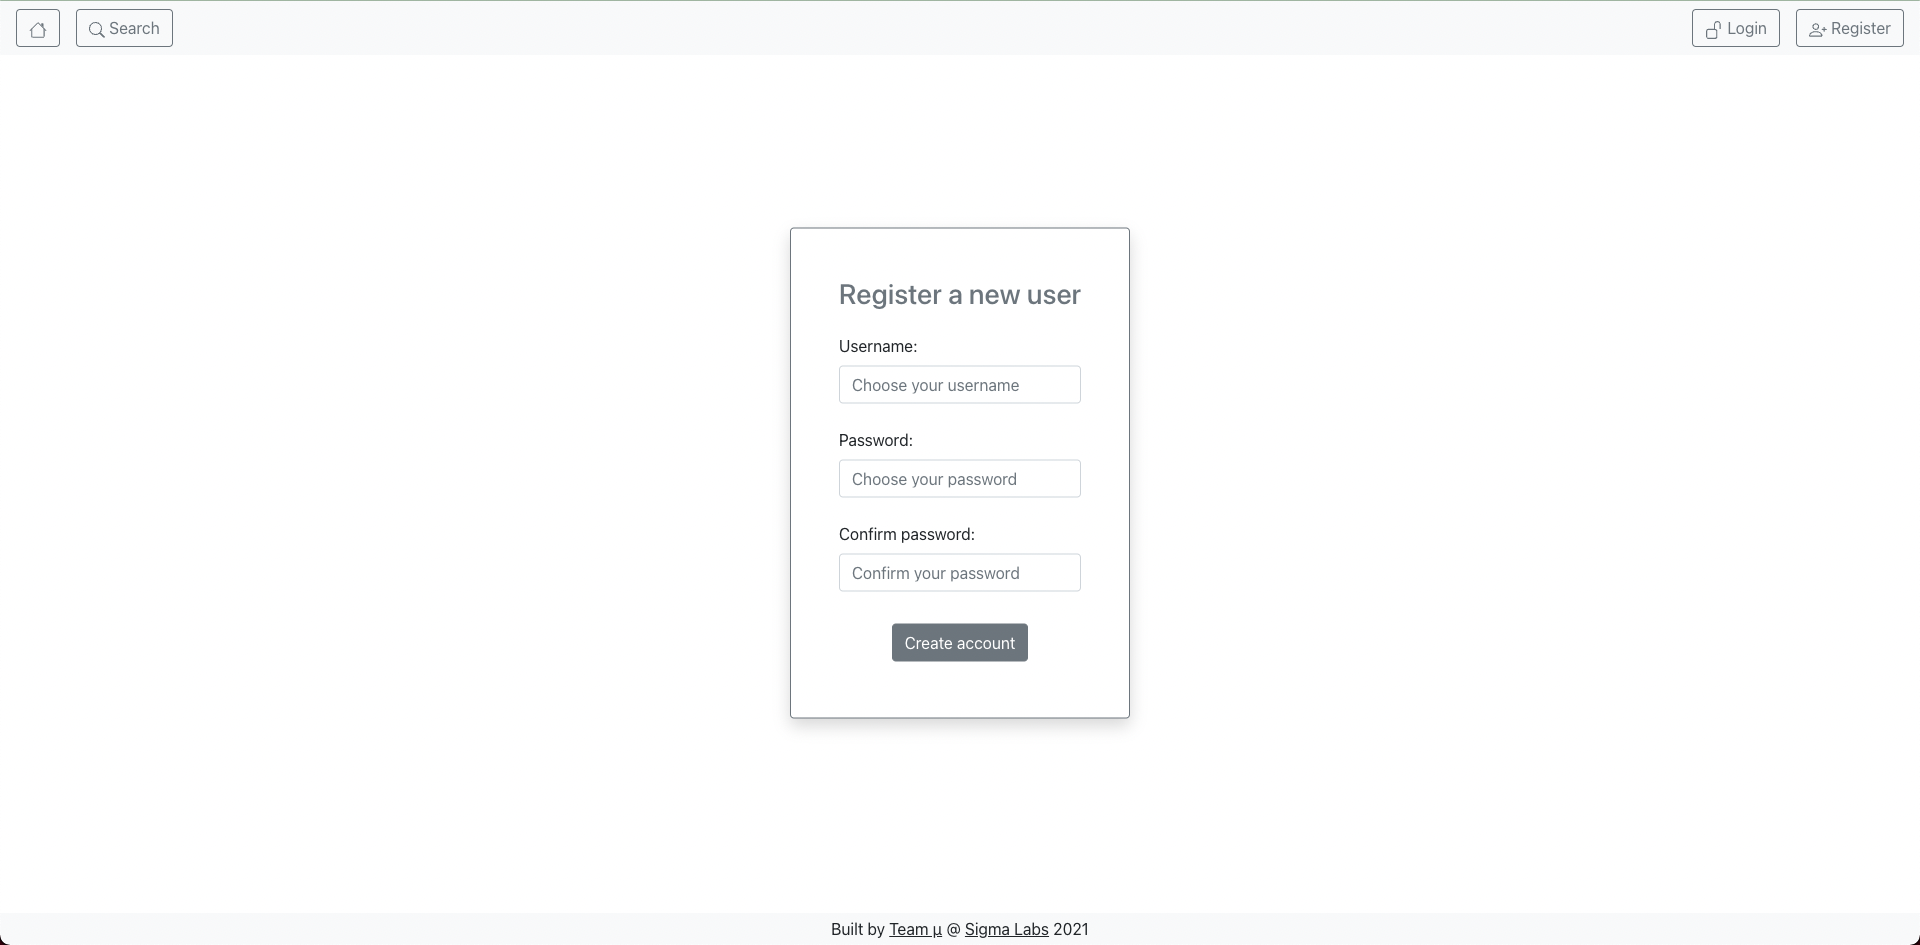 Search
Login
Register
Register a new user
Username:
Choose your username
Password:
Choose your password
Confirm password:
Confirm your password
Create account
Built by Team μ @ Sigma Labs 2021